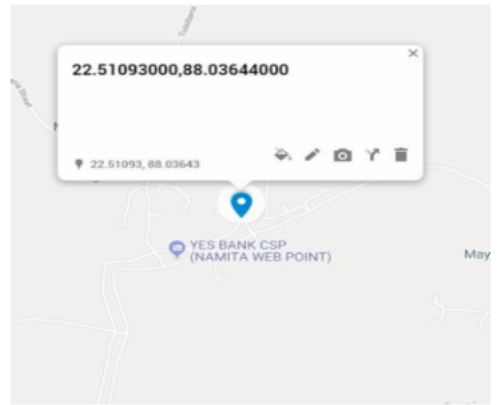 22.51093000,88.03644000
22.51093, 88.03643
YES BANK CSP
(NAMITA WEB POINT)
May